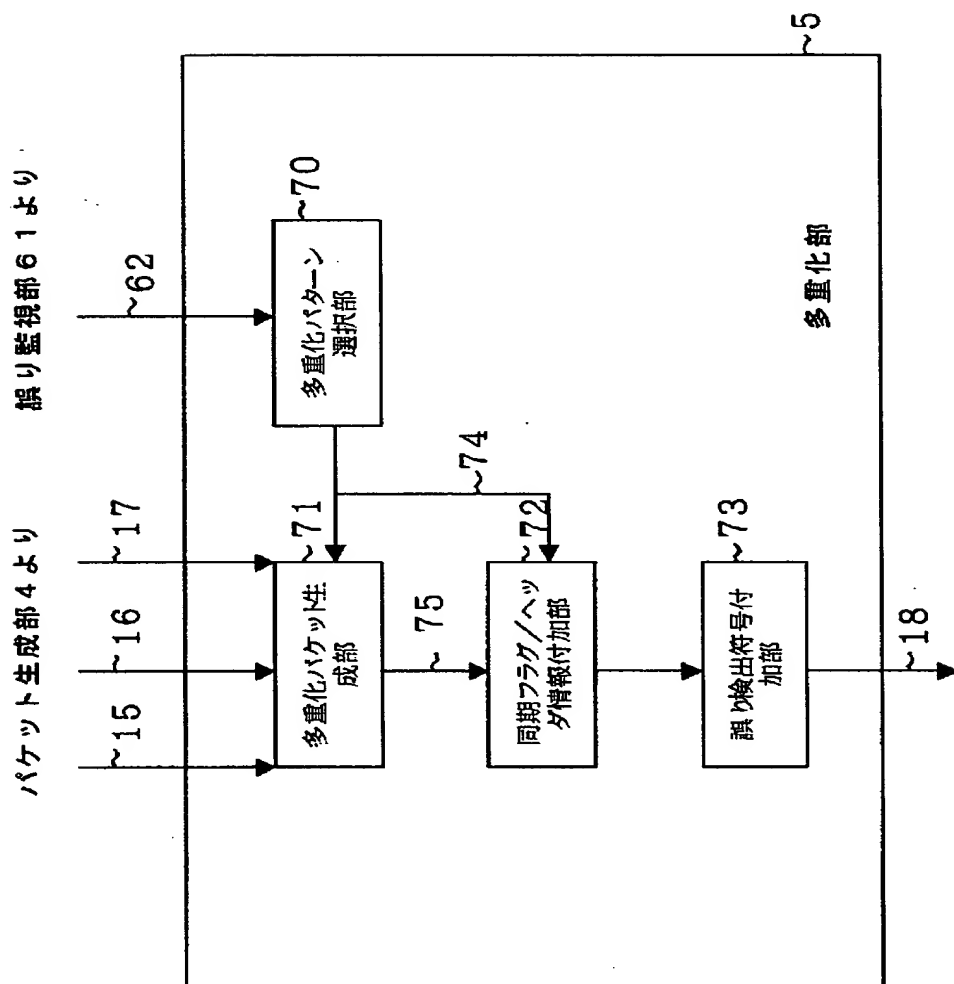 パケット生成部4より
誤り監視部61より
15
16
17
62
多重化パケット生
成部
71
多重化パターン
選択部
70
74
75
同期フラグ/ヘッ
ダ情報付加部
72
誤り検出符号付
加部
73
18
多重化部
5